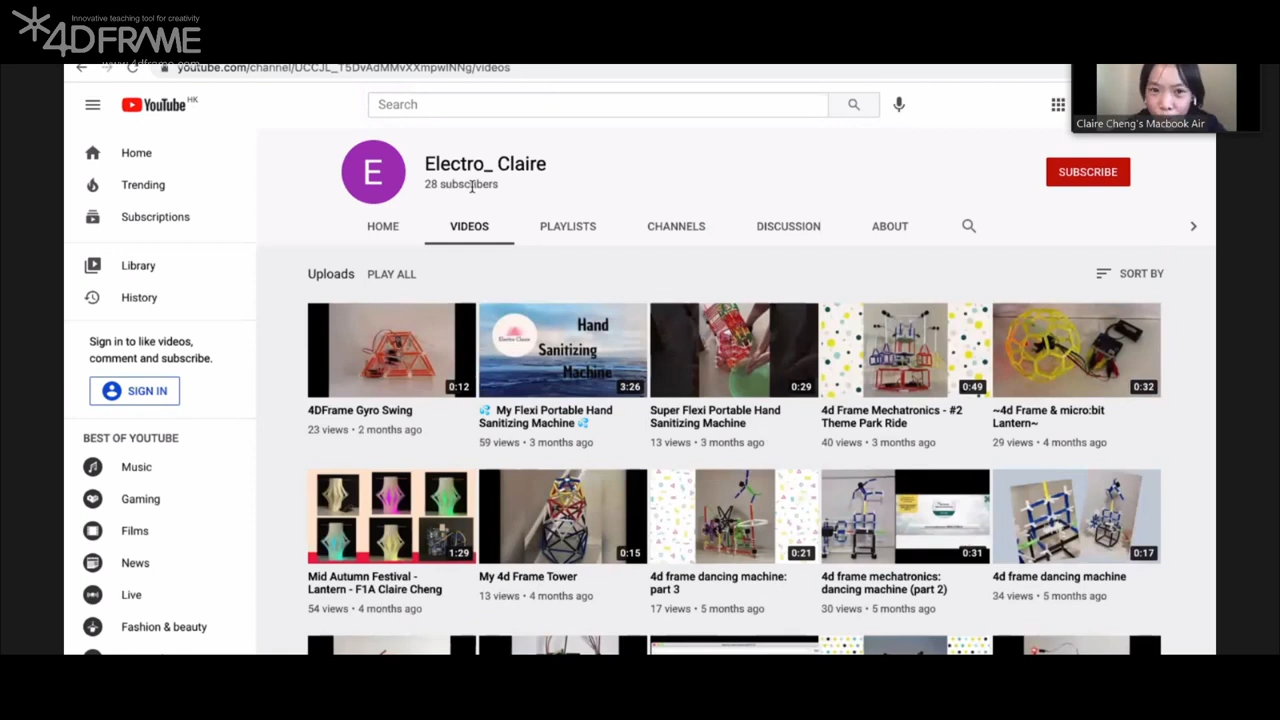 Innovative teaching tool for creativity
4DFRAME
www.4dframe.com
youtube.com/channel/UCCJL_T5DvAdMMvXXmpwINNg/videos
YouTube HK
Search
Claire Cheng's Macbook Air
Home
Trending
Subscriptions
Library
History
Sign in to like videos,
comment and subscribe.
SIGN IN
BEST OF YOUTUBE
Music
Gaming
Films
News
Live
Fashion & beauty
E
Electro_ Claire
28 subscribers
SUBSCRIBE
HOME VIDEOS PLAYLISTS CHANNELS DISCUSSION ABOUT
Uploads PLAY ALL
SORT BY
0:12
4DFrame Gyro Swing
23 views • 2 months ago
Electro Claire
Hand
Sanitizing
Machine
3:26
💦 My Flexi Portable Hand
Sanitizing Machine 💦
59 views • 3 months ago
0:29
Super Flexi Portable Hand
Sanitizing Machine
13 views • 3 months ago
0:49
4d Frame Mechatronics - #2
Theme Park Ride
40 views • 3 months ago
0:32
~4d Frame & micro:bit
Lantern~
29 views • 4 months ago
1:29
Mid Autumn Festival -
Lantern - F1A Claire Cheng
54 views • 4 months ago
0:15
My 4d Frame Tower
13 views • 4 months ago
0:21
4d frame dancing machine:
part 3
17 views • 5 months ago
0:31
4d frame mechatronics:
dancing machine (part 2)
30 views • 5 months ago
0:17
4d frame dancing machine
34 views • 5 months ago